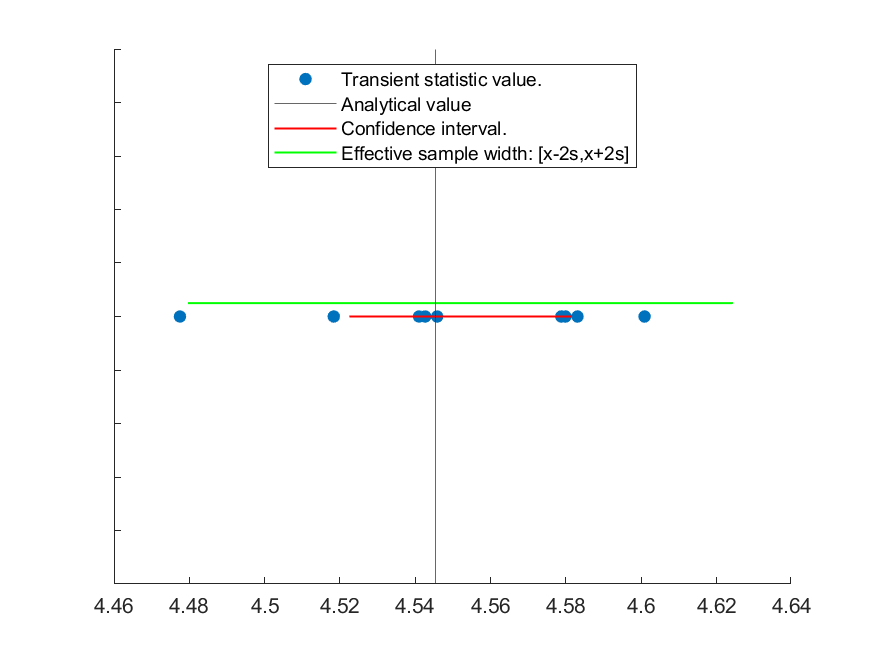 Transient statistic value.
Analytical value
Confidence interval.
Effective sample width: [x-2s,x+2s]
4.46 4.48 4.5 4.52 4.54 4.56 4.58 4.6 4.62 4.64